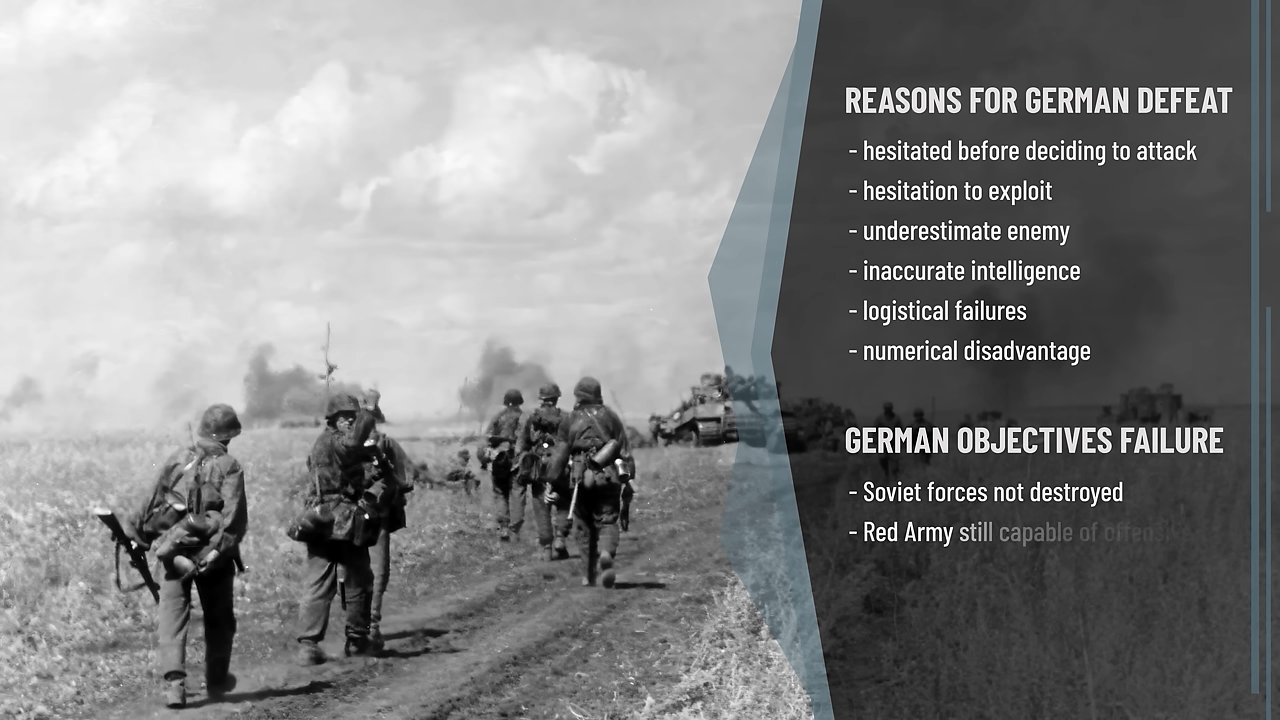 REASONS FOR GERMAN DEFEAT
- hesitated before deciding to attack
- hesitation to exploit
- underestimate enemy
- inaccurate intelligence
- logistical failures
- numerical disadvantage
GERMAN OBJECTIVES FAILURE
- Soviet forces not destroyed
- Red Army still capable of